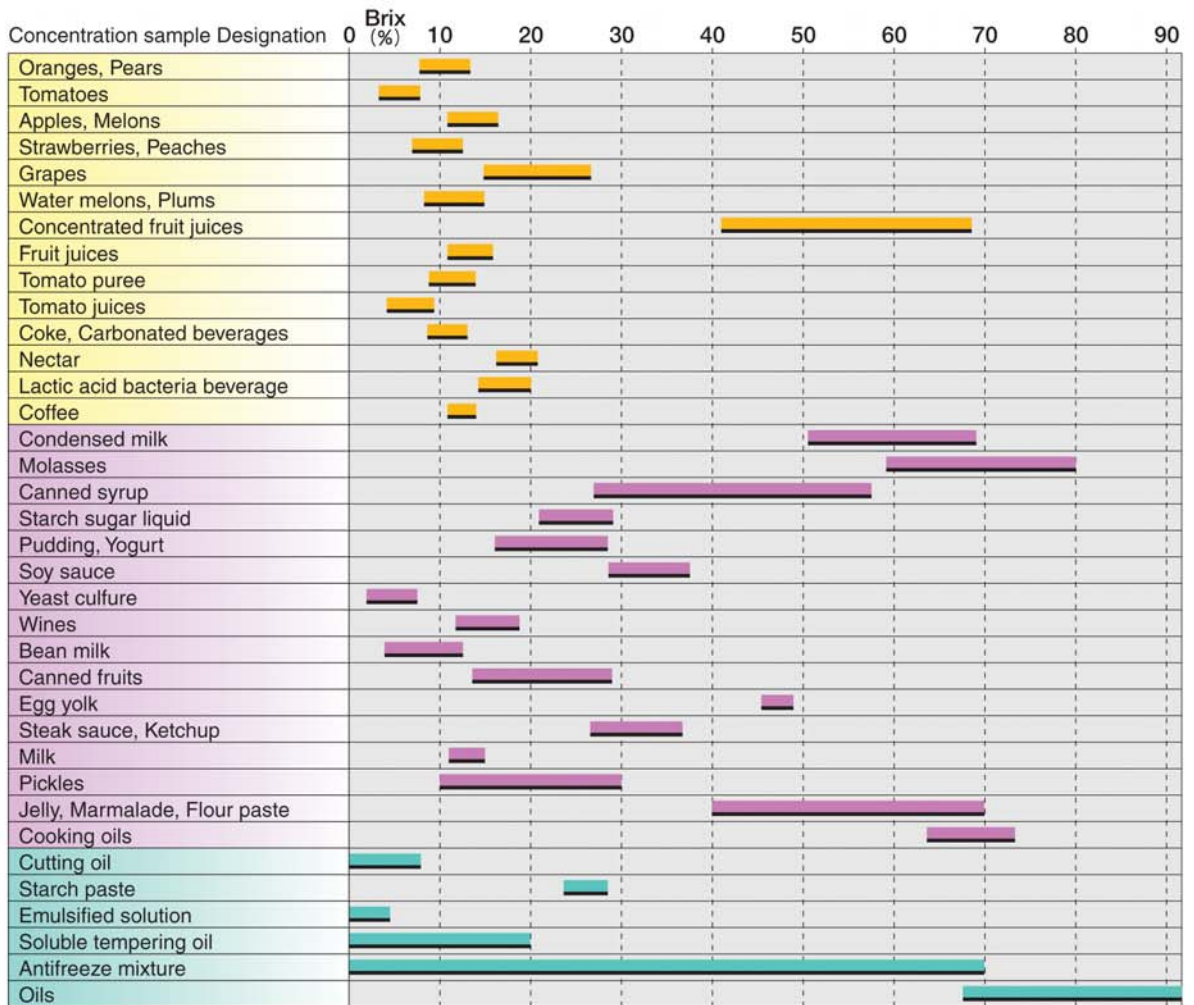 Brix
Concentration sample Designation 0 (%) 10 20 30 40 50 60 70 80 90
Oranges, Pears
Tomatoes
Apples, Melons
Strawberries, Peaches
Grapes
Water melons, Plums
Concentrated fruit juices
Fruit juices
Tomato puree
Tomato juices
Coke, Carbonated beverages
Nectar
Lactic acid bacteria beverage
Coffee
Condensed milk
Molasses
Canned syrup
Starch sugar liquid
Pudding, Yogurt
Soy sauce
Yeast culfure
Wines
Bean milk
Canned fruits
Egg yolk
Steak sauce, Ketchup
Milk
Pickles
Jelly, Marmalade, Flour paste
Cooking oils
Cutting oil
Starch paste
Emulsified solution
Soluble tempering oil
Antifreeze mixture
Oils